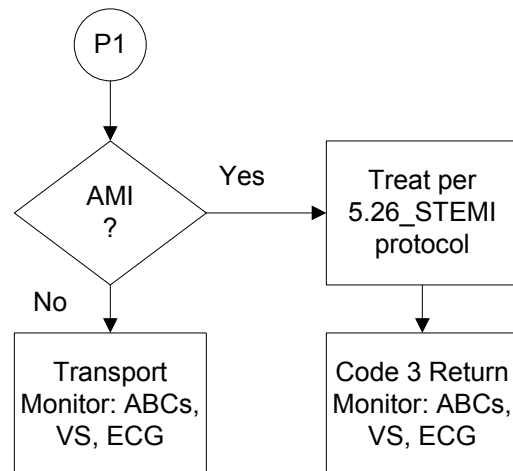 P1
AMI
?
Yes
Treat per
5.26_STEMI
protocol
No
Transport
Monitor: ABCs,
VS, ECG
Code 3 Return
Monitor: ABCs,
VS, ECG